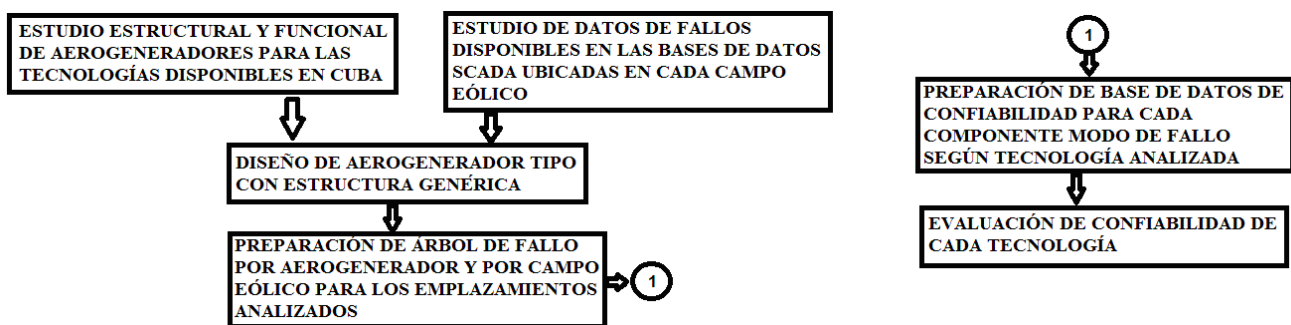 ESTUDIO ESTRUCTURAL Y FUNCIONAL
DE AEROGENERADORES PARA LAS
TECNOLOGÍAS DISPONIBLES EN CUBA
ESTUDIO DE DATOS DE FALLOS
DISPONIBLES EN LAS BASES DE DATOS
SCADA UBICADAS EN CADA CAMPO
EÓLICO
DISEÑO DE AEROGENERADOR TIPO
CON ESTRUCTURA GENÉRICA
PREPARACIÓN DE ÁRBOL DE FALLO
POR AEROGENERADOR Y POR CAMPO
EÓLICO PARA LOS EMPLAZAMIENTOS
ANALIZADOS
1
1
PREPARACIÓN DE BASE DE DATOS DE
CONFIABILIDAD PARA CADA
COMPONENTE MODO DE FALLO
SEGÚN TECNOLOGÍA ANALIZADA
EVALUACIÓN DE CONFIABILIDAD DE
CADA TECNOLOGÍA